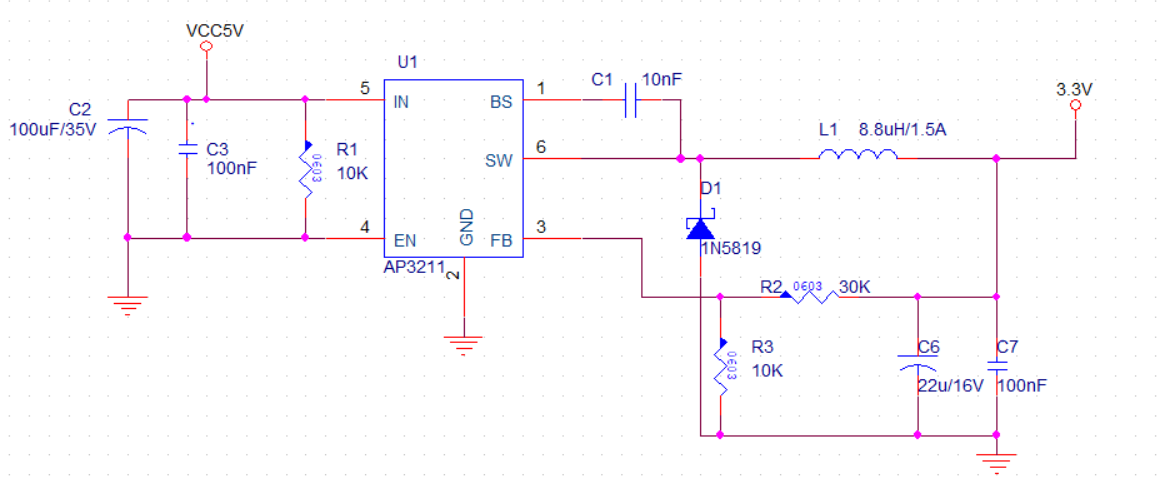 VCC5V
U1
C2
100uF/35V
C3
100nF
R1
0603
10K
5
IN
4
EN
GND
2
AP3211
BS
1
SW
6
FB
3
C1
10nF
L1
8.8uH/1.5A
3.3V
D1
1N5819
R2
0603
30K
R3
0603
10K
C6
22u/16V
C7
100nF